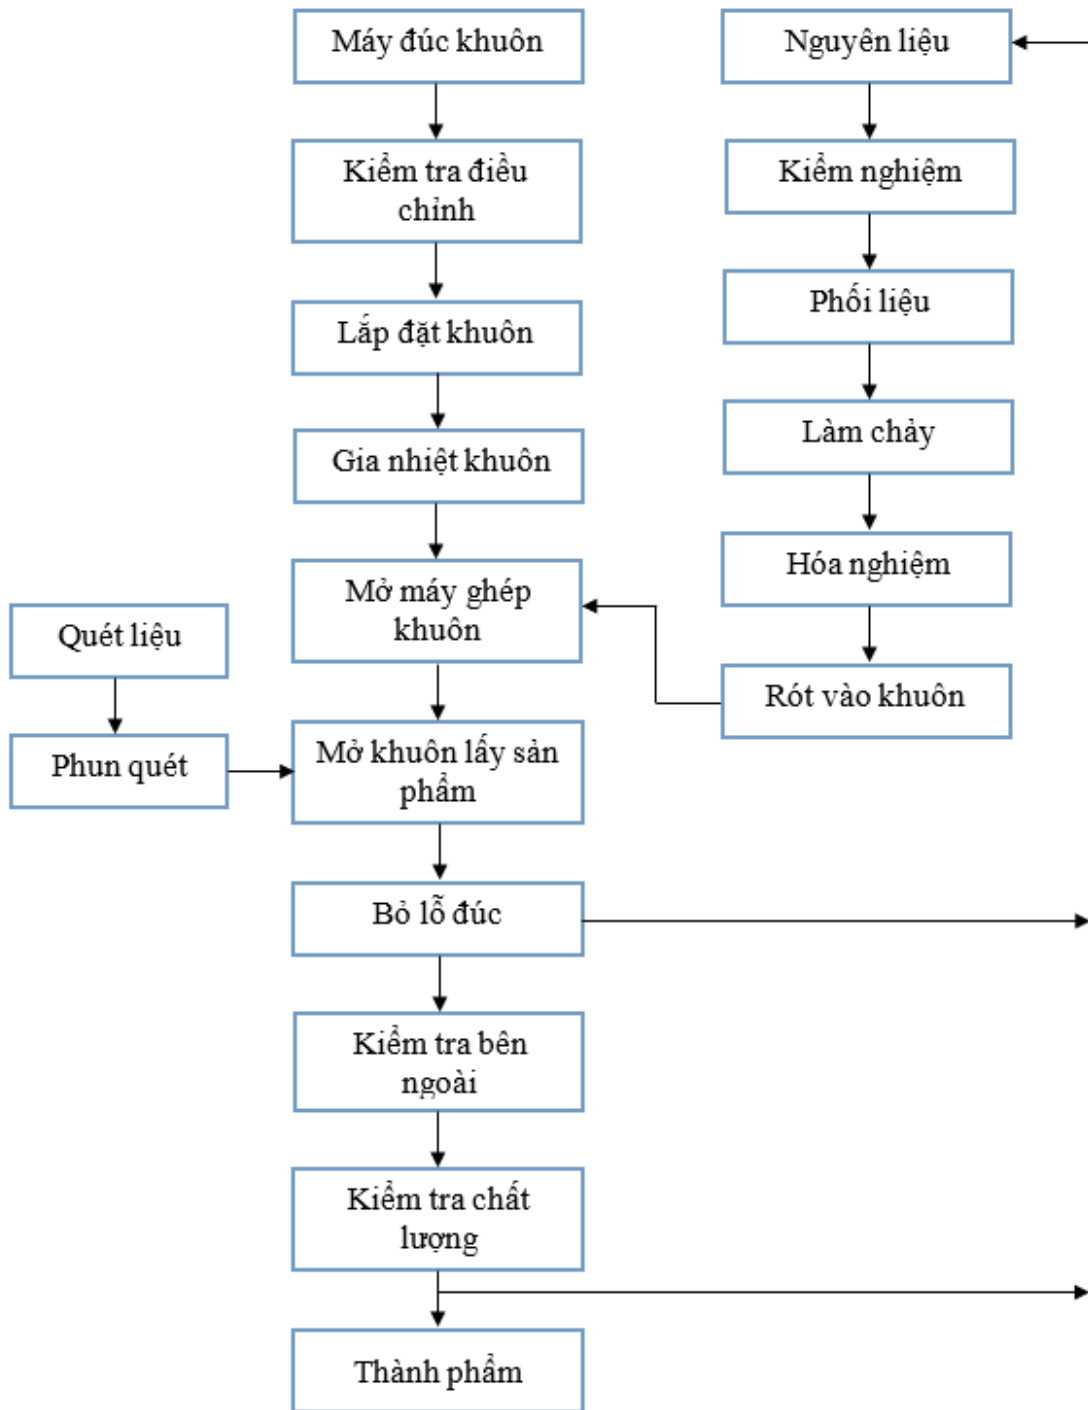 Máy đúc khuôn
Kiểm tra điều
chỉnh
Lắp đặt khuôn
Gia nhiệt khuôn
Mở máy ghép
khuôn
Quét liệu
Phun quét
Mở khuôn lấy sản
phẩm
Bỏ lỗ đúc
Kiểm tra bên
ngoài
Kiểm tra chất
lượng
Thành phẩm
Nguyên liệu
Kiểm nghiệm
Phối liệu
Làm chảy
Hóa nghiệm
Rót vào khuôn